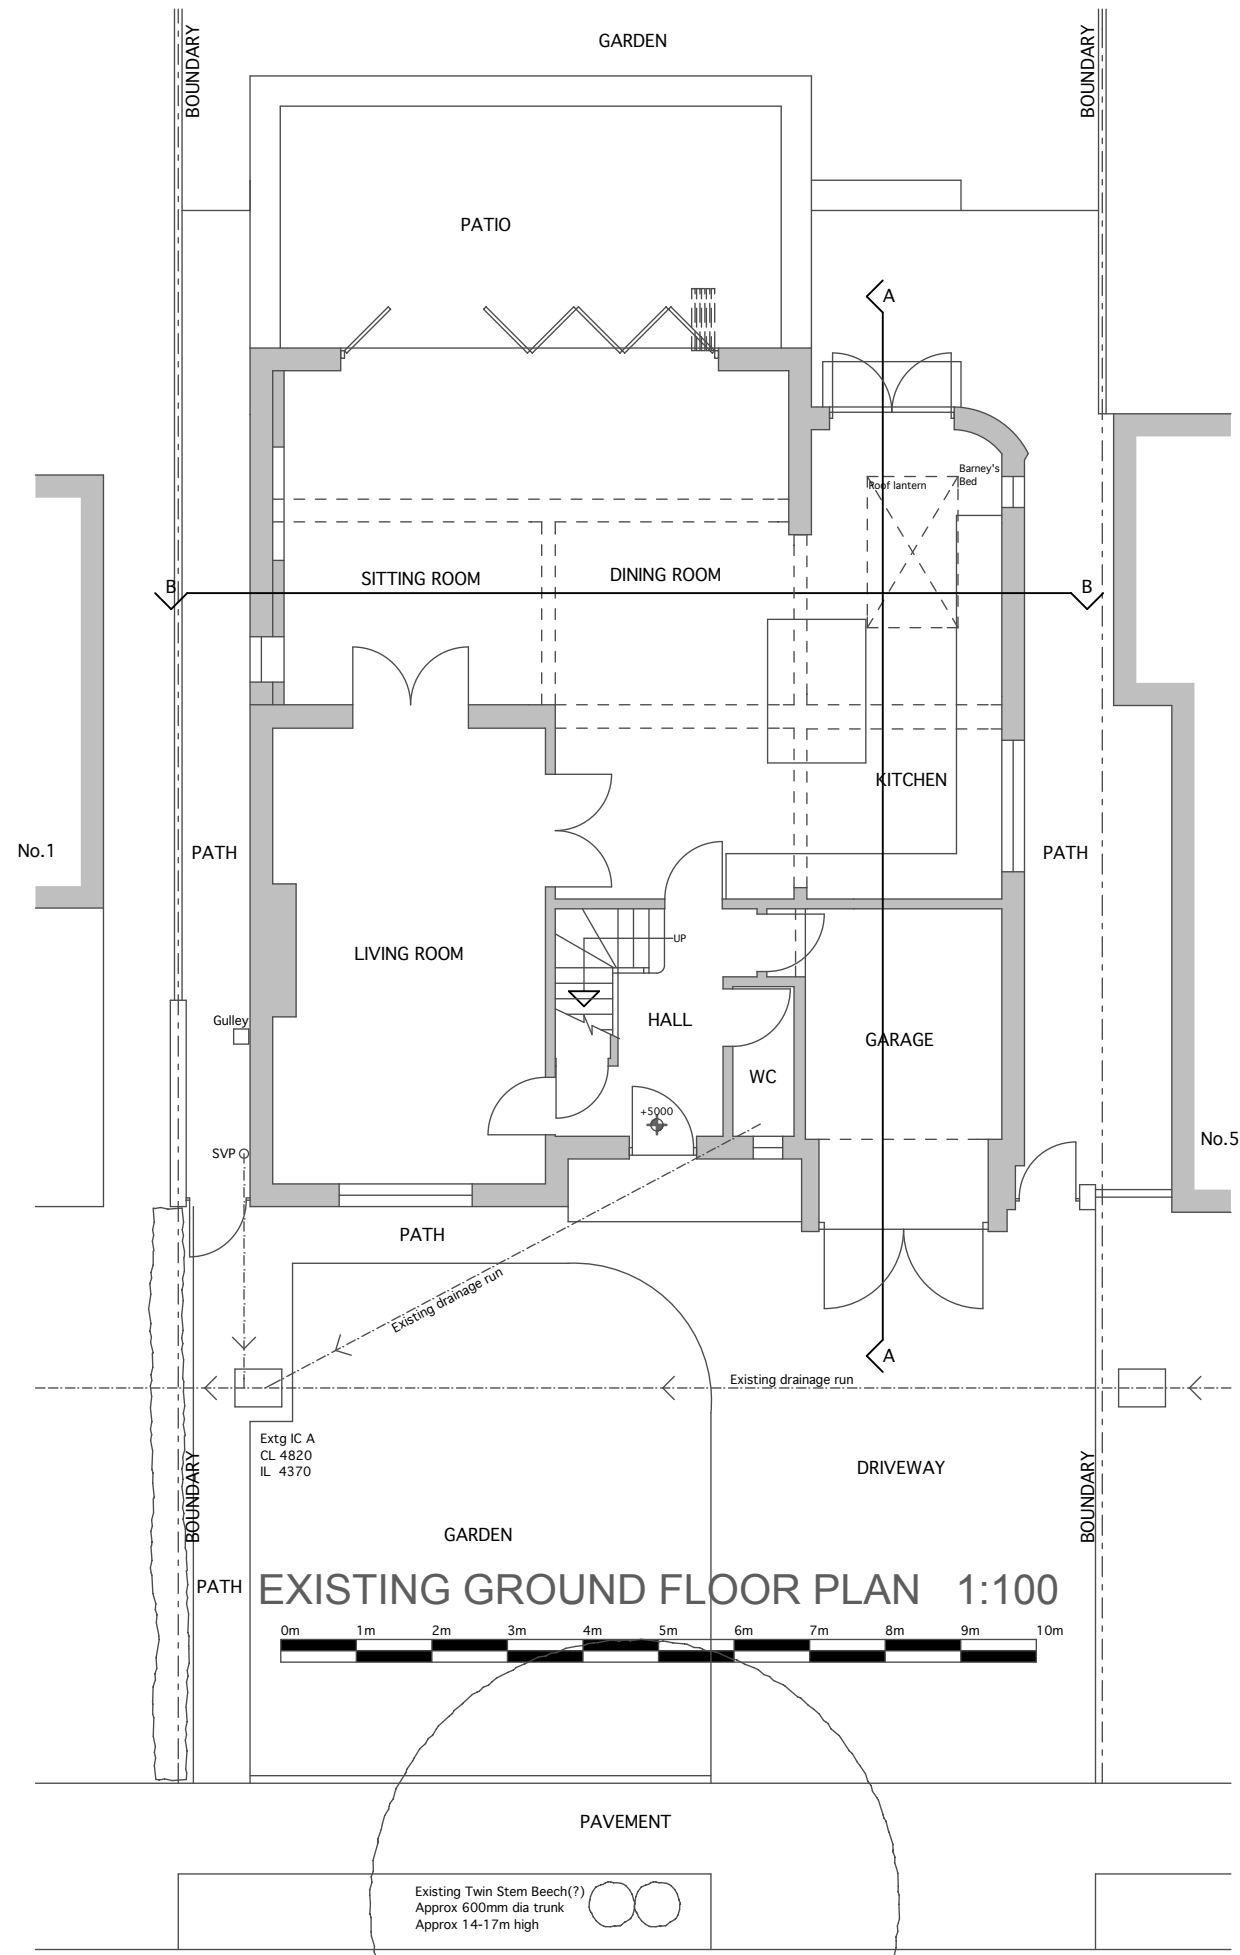 GARDEN
BOUNDARY
BOUNDARY
PATIO
A
Barney's
Bed
Roof lantern
SITTING ROOM
DINING ROOM
B
B
KITCHEN
No.1
PATH
PATH
UP
LIVING ROOM
Gulley
HALL
GARAGE
WC
+5000
No.5
SVP
PATH
Existing drainage run
A
Existing drainage run
Extg IC A
CL 4820
IL 4370
BOUNDARY
DRIVEWAY
BOUNDARY
GARDEN
PATH
EXISTING GROUND FLOOR PLAN 1:100
0m 1m 2m 3m 4m 5m 6m 7m 8m 9m 10m
PAVEMENT
Existing Twin Stem Beech(?)
Approx 600mm dia trunk
Approx 14-17m high